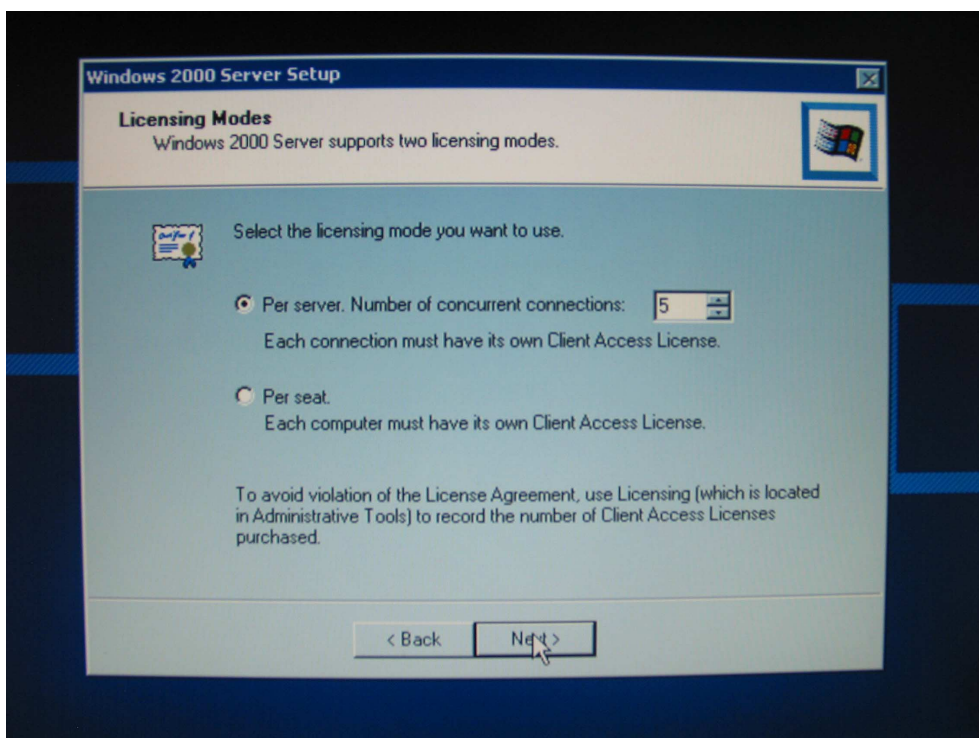 Windows 2000 Server Setup
Licensing Modes
Windows 2000 Server supports two licensing modes.
Select the licensing mode you want to use.
Per server. Number of concurrent connections: 5
Each connection must have its own Client Access License.
Per seat.
Each computer must have its own Client Access License.
To avoid violation of the License Agreement, use Licensing (which is located
in Administrative Tools) to record the number of Client Access Licenses
purchased.
< Back Next >